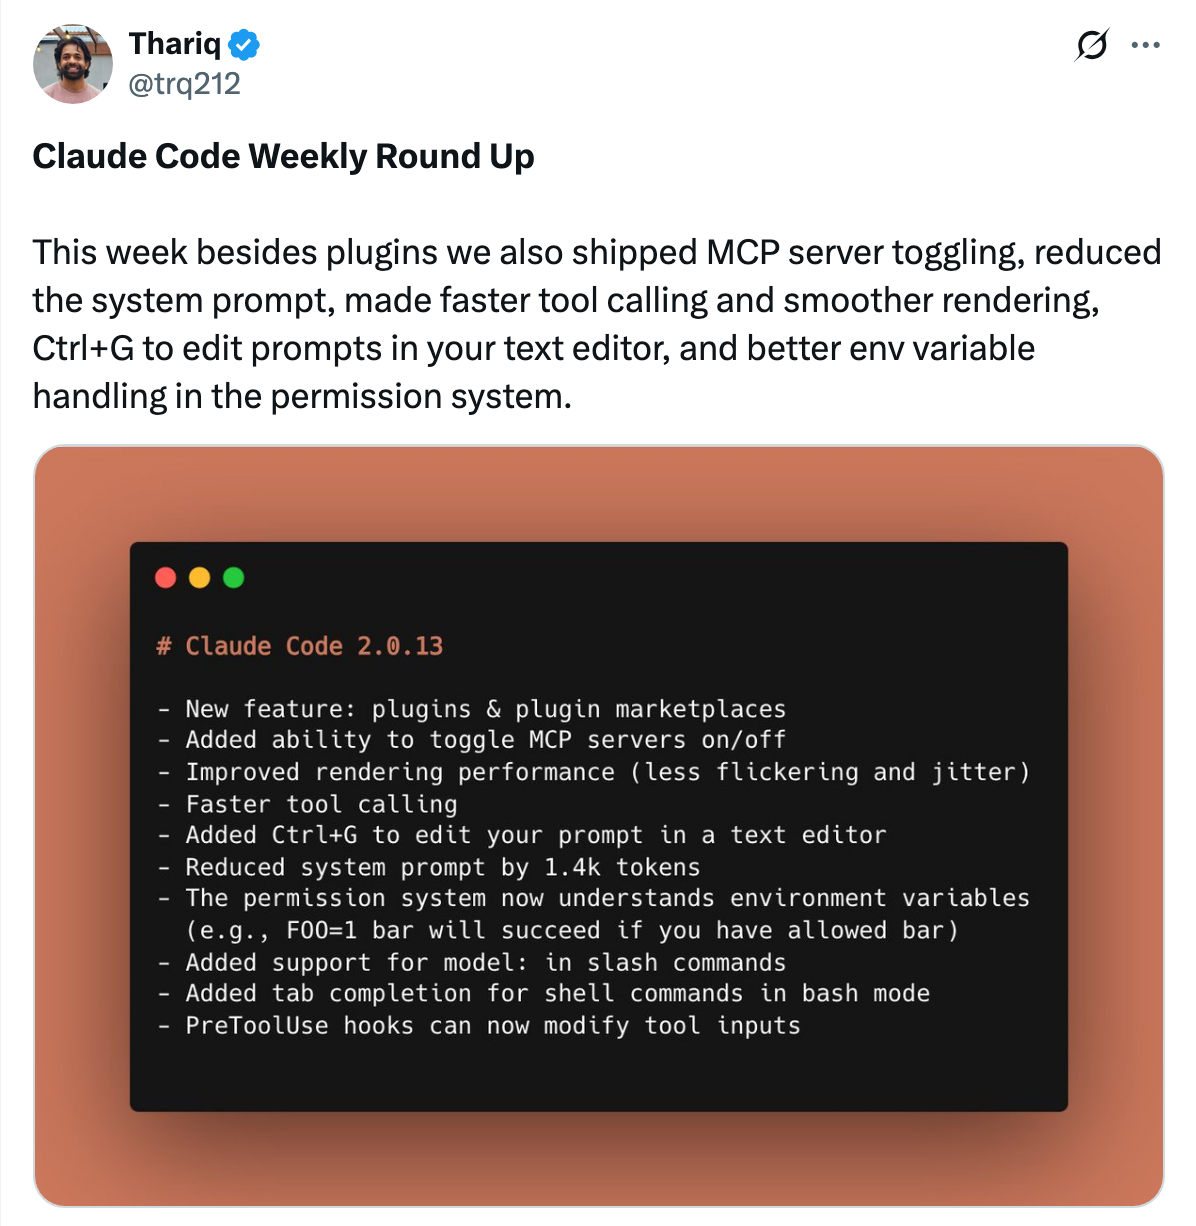 Thariq
@trq212
Claude Code Weekly Round Up
This week besides plugins we also shipped MCP server toggling, reduced
the system prompt, made faster tool calling and smoother rendering,
Ctrl+G to edit prompts in your text editor, and better env variable
handling in the permission system.
# Claude Code 2.0.13
- New feature: plugins & plugin marketplaces
- Added ability to toggle MCP servers on/off
- Improved rendering performance (less flickering and jitter)
- Faster tool calling
- Added Ctrl+G to edit your prompt in a text editor
- Reduced system prompt by 1.4k tokens
- The permission system now understands environment variables
(e.g., FOO=1 bar will succeed if you have allowed bar)
- Added support for model: in slash commands
- Added tab completion for shell commands in bash mode
- PreToolUse hooks can now modify tool inputs